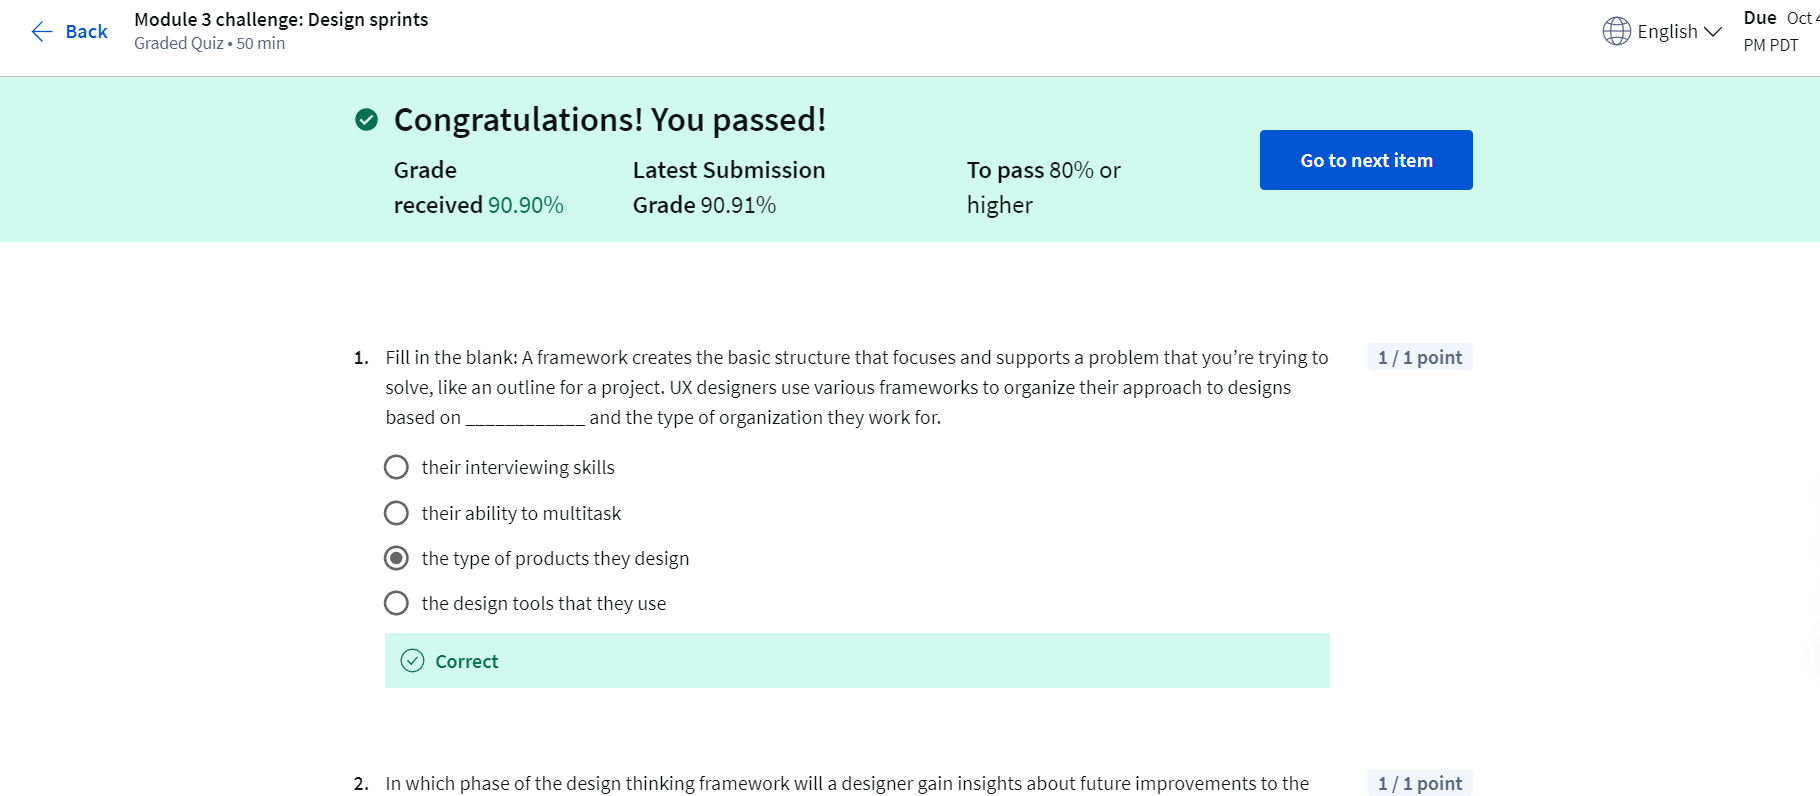 Back
Module 3 challenge: Design sprints
Graded Quiz • 50 min
English
Due Oct
PM PDT
Congratulations! You passed!
Grade
received 90.90%
Latest Submission
Grade 90.91%
To pass 80% or
higher
Go to next item
1. Fill in the blank: A framework creates the basic structure that focuses and supports a problem that you’re trying to
solve, like an outline for a project. UX designers use various frameworks to organize their approach to designs
based on ____________ and the type of organization they work for.
1 / 1 point
their interviewing skills
their ability to multitask
the type of products they design
the design tools that they use
Correct
2. In which phase of the design thinking framework will a designer gain insights about future improvements to the
1 / 1 point